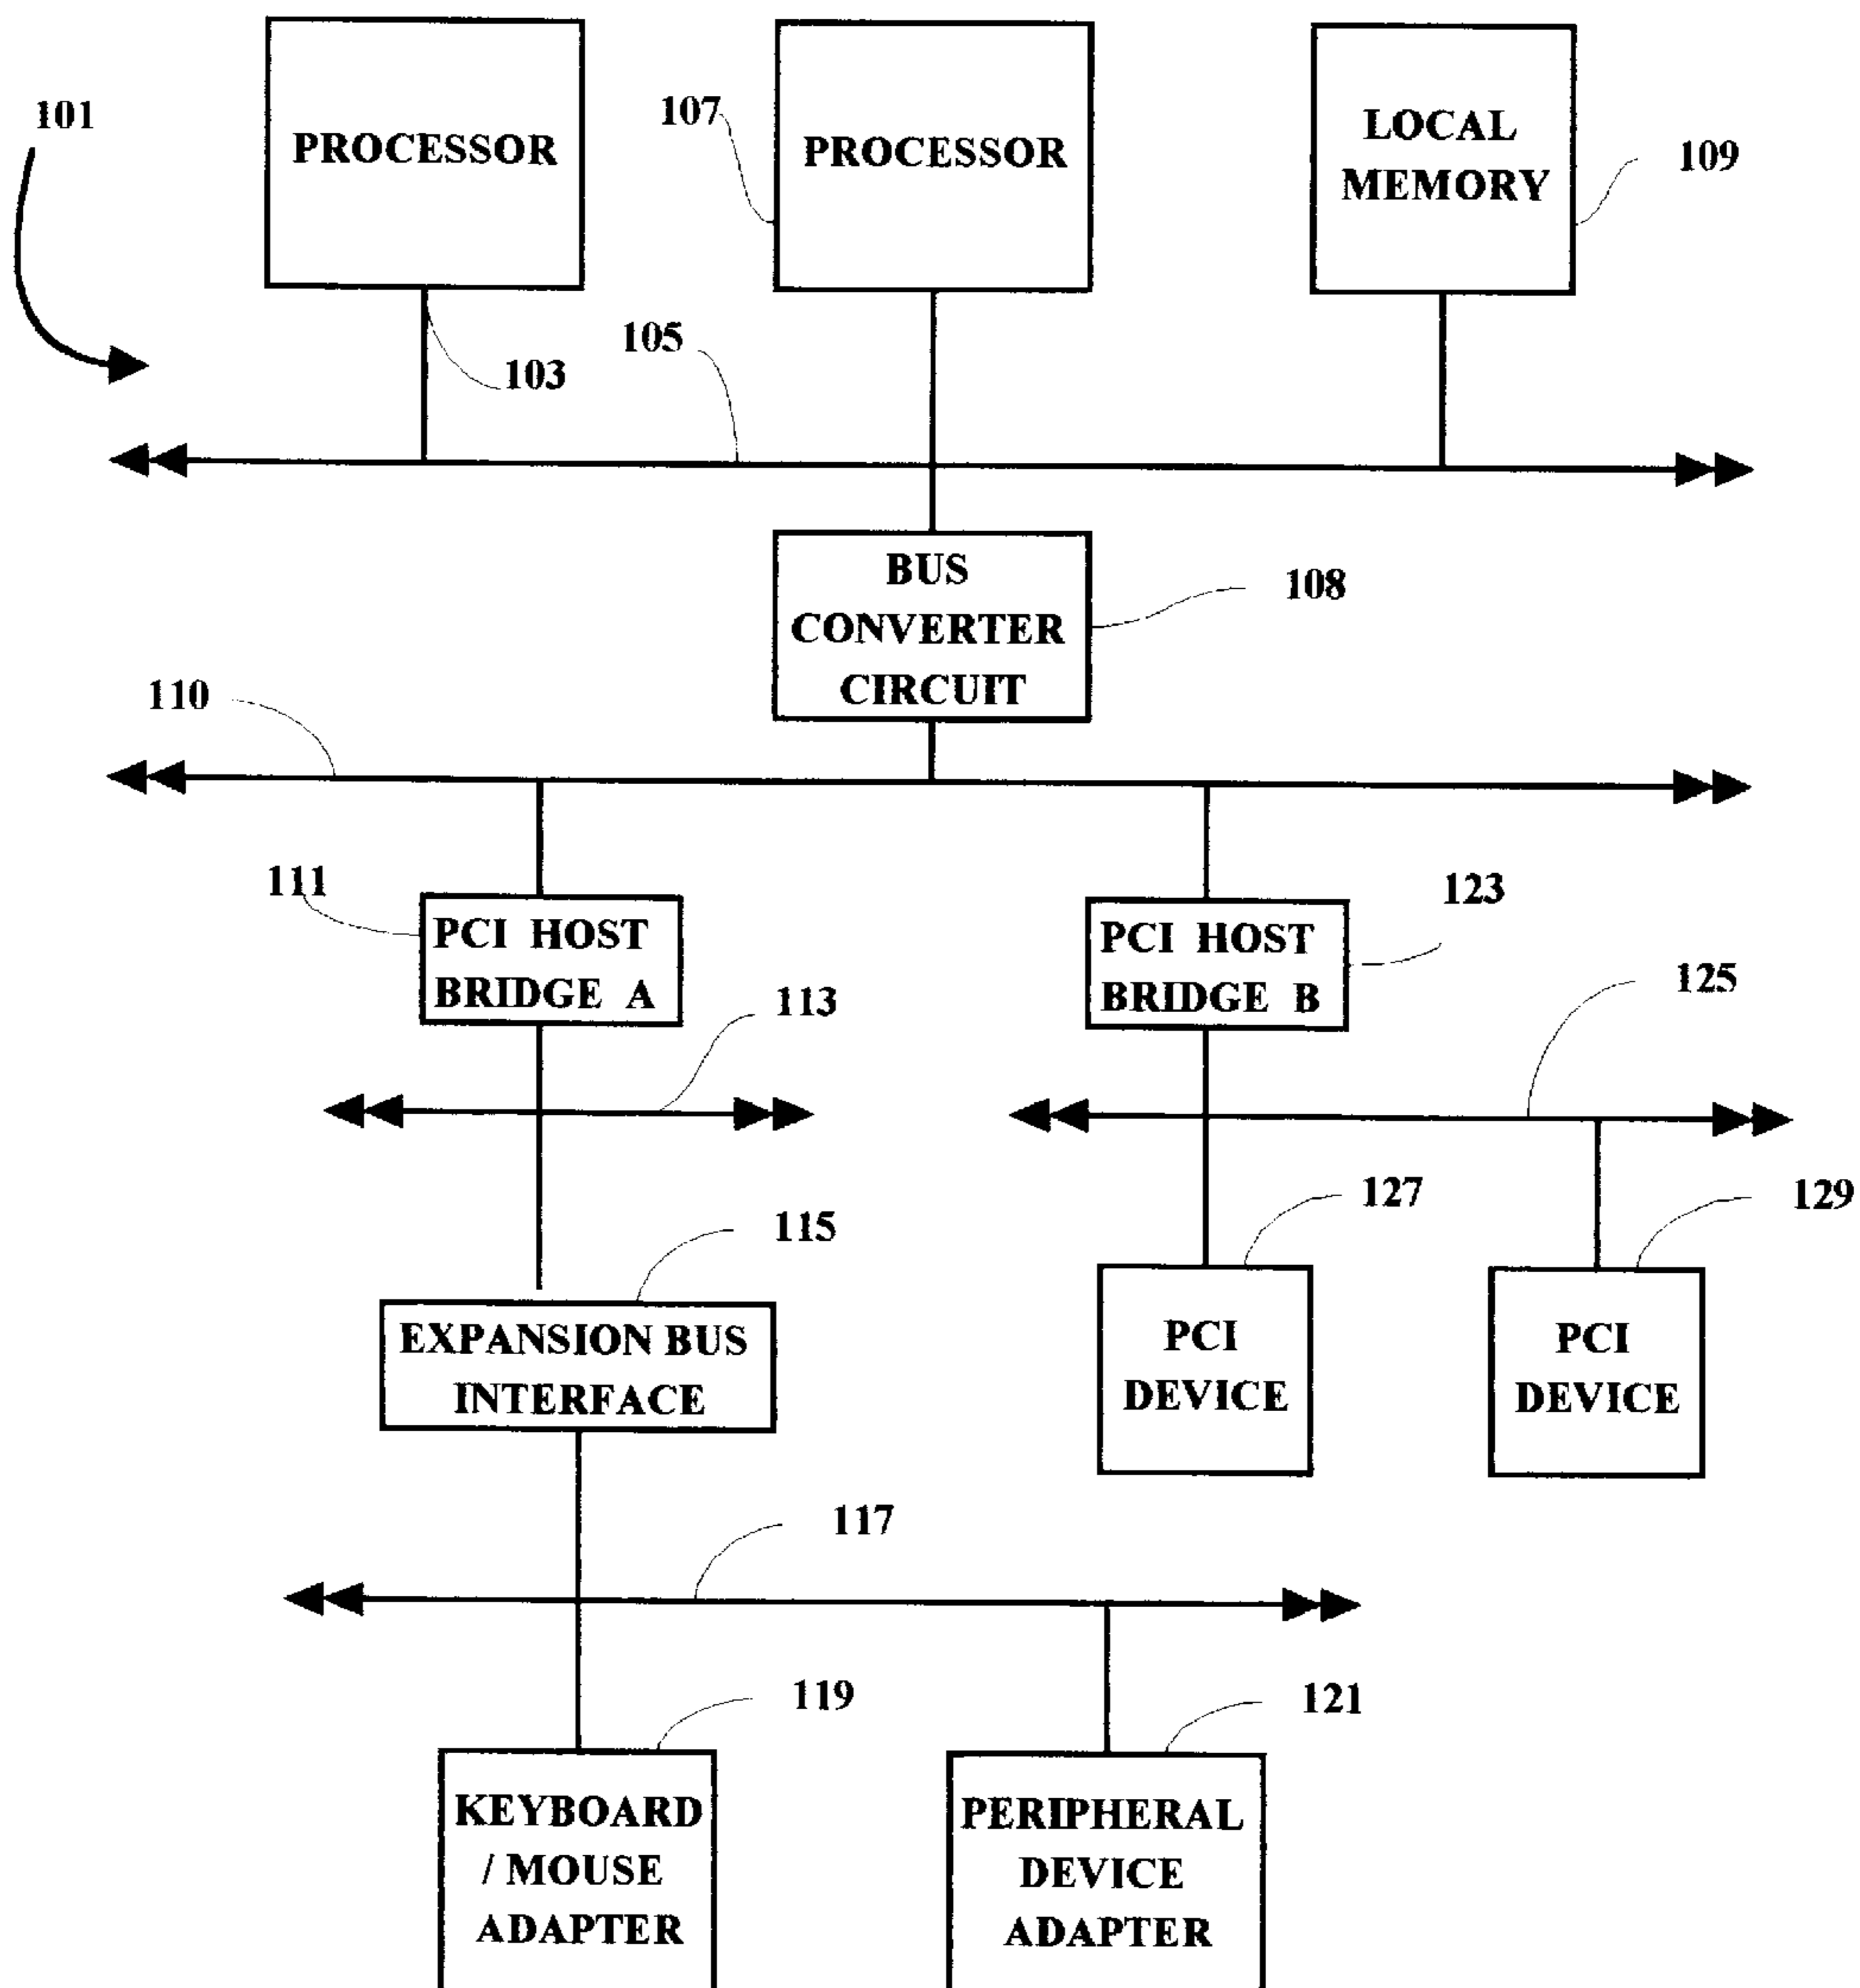 101
PROCESSOR
107
PROCESSOR
LOCAL
MEMORY
109
103
105
BUS
CONVERTER
CIRCUIT
108
110
111
PCI HOST
BRIDGE A
113
PCI HOST
BRIDGE B
123
125
115
EXPANSION BUS
INTERFACE
127
PCI
DEVICE
129
PCI
DEVICE
117
119
KEYBOARD
/ MOUSE
ADAPTER
121
PERIPHERAL
DEVICE
ADAPTER